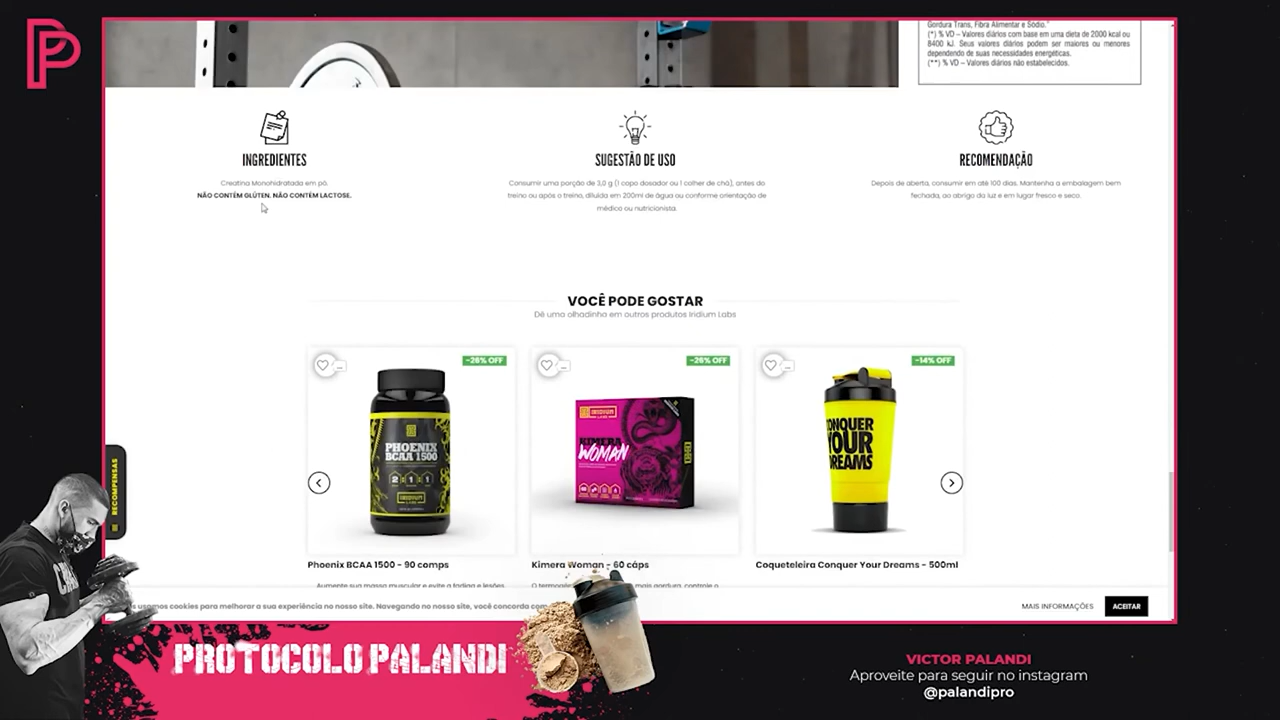 Gordura Trans, Fibra Alimentar e Sódio."
(*) % VD – Valores diários com base em uma dieta de 2000 kcal ou
8400 kJ. Seus valores diários podem ser maiores ou menores
dependendo de suas necessidades energéticas.
(**) % VD – Valores diários não estabelecidos.
INGREDIENTES
Creatina Monohidratada em pó.
NÃO CONTÉM GLÚTEN. NÃO CONTÉM LACTOSE.
SUGESTÃO DE USO
Consumir uma porção de 3,0 g (1 copo dosador ou 1 colher de chá), antes do
treino ou após o treino, diluída em 200ml de água ou conforme orientação de
médico ou nutricionista.
RECOMENDAÇÃO
Depois de aberta, consumir em até 100 dias. Mantenha a embalagem bem
fechada, ao abrigo da luz e em lugar fresco e seco.
VOCÊ PODE GOSTAR
Dê uma olhadinha em outros produtos Iridium Labs
-26% OFF
-26% OFF
-14% OFF
PHOENIX
BCAA 1500
2:1:1
IRIDIUM
LABS
IRIDIUM
LABS
KIMERA
WOMAN
CONQUER
YOUR
DREAMS
RECOMPENSAS
Phoenix BCAA 1500 - 90 comps
Kimera Woman - 60 cáps
Coqueteleira Conquer Your Dreams - 500ml
Aumente sua massa muscular e evite a fadiga e lesões.
O mais gordura, controle o
usamos cookies para melhorar a sua experiência no nosso site. Navegando no nosso site, você concorda com
MAIS INFORMAÇÕES
ACEITAR
PROTOCOLO PALANDI
VICTOR PALANDI
Aproveite para seguir no instagram
@palandipro